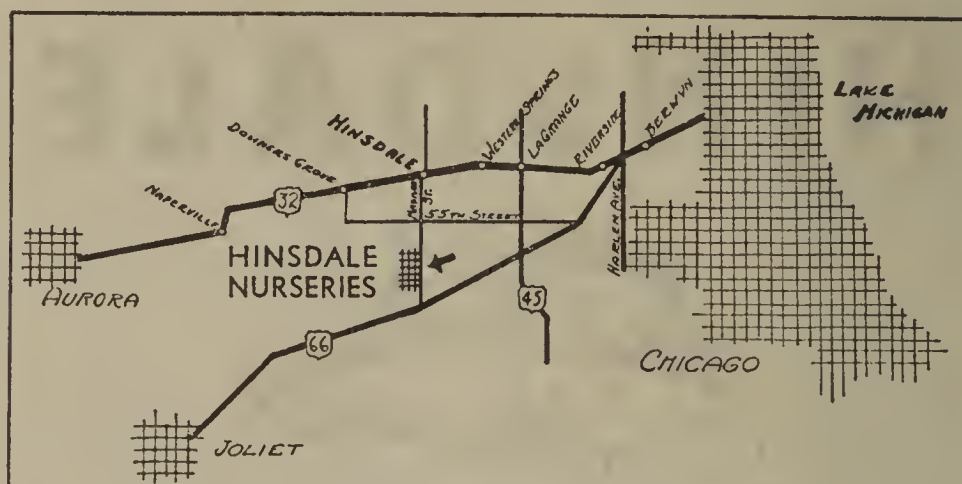 LAKE
MICHIGAN
BERWYN
RIVERSIDE
WESTERN SPRINGS
LAGRANGE
HINSDALE
DOWNERS GROVE
NAPERVILLE
32
ST.
55TH STREET
HARLEM AVE.
HINSDALE
NURSERIES
AURORA
45
66
CHICAGO
JOLIET